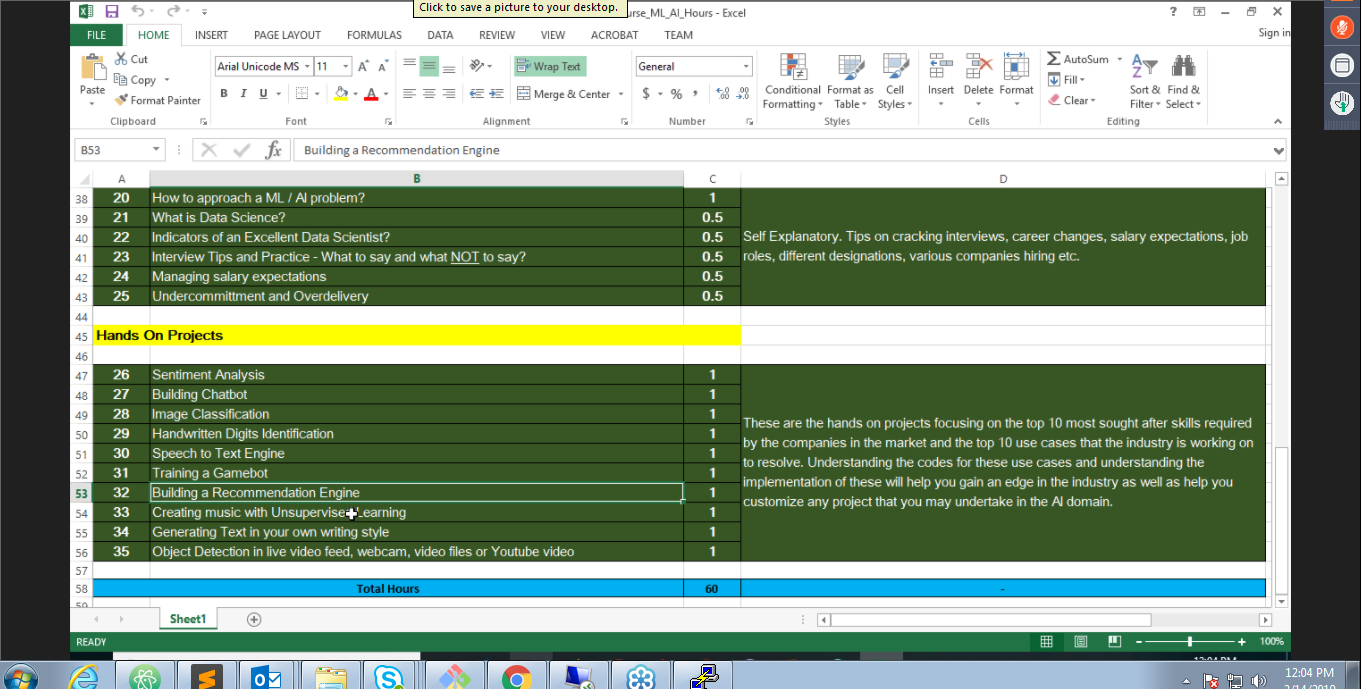 Click to save a picture to your desktop.
urse_ML_AI_Hours - Excel
?
FILE HOME INSERT PAGE LAYOUT FORMULAS DATA REVIEW VIEW ACROBAT TEAM Sign in
Cut
Copy
Format Painter
Paste
Arial Unicode MS 11
B I U
Wrap Text
Merge & Center
General
$ % ,
Conditional Formatting
Format as Table
Cell Styles
Insert Delete Format
AutoSum
Fill
Clear
Sort & Filter
Find & Select
Clipboard Font Alignment Number Styles Cells Editing
B53 fx Building a Recommendation Engine
A B C D
38 20 How to approach a ML / AI problem? 1
39 21 What is Data Science? 0.5
40 22 Indicators of an Excellent Data Scientist? 0.5
41 23 Interview Tips and Practice - What to say and what NOT to say? 0.5
42 24 Managing salary expectations 0.5
43 25 Undercommittment and Overdelivery 0.5
Self Explanatory. Tips on cracking interviews, career changes, salary expectations, job
roles, different designations, various companies hiring etc.
44
45 Hands On Projects
46
47 26 Sentiment Analysis 1
48 27 Building Chatbot 1
49 28 Image Classification 1
50 29 Handwritten Digits Identification 1
51 30 Speech to Text Engine 1
52 31 Training a Gamebot 1
53 32 Building a Recommendation Engine 1
54 33 Creating music with Unsupervise Learning 1
55 34 Generating Text in your own writing style 1
56 35 Object Detection in live video feed, webcam, video files or Youtube video 1
These are the hands on projects focusing on the top 10 most sought after skills required
by the companies in the market and the top 10 use cases that the industry is working on
to resolve. Understanding the codes for these use cases and understanding the
implementation of these will help you gain an edge in the industry as well as help you
customize any project that you may undertake in the AI domain.
57
58 Total Hours 60 -
59
Sheet1
READY 100%
12:04 PM